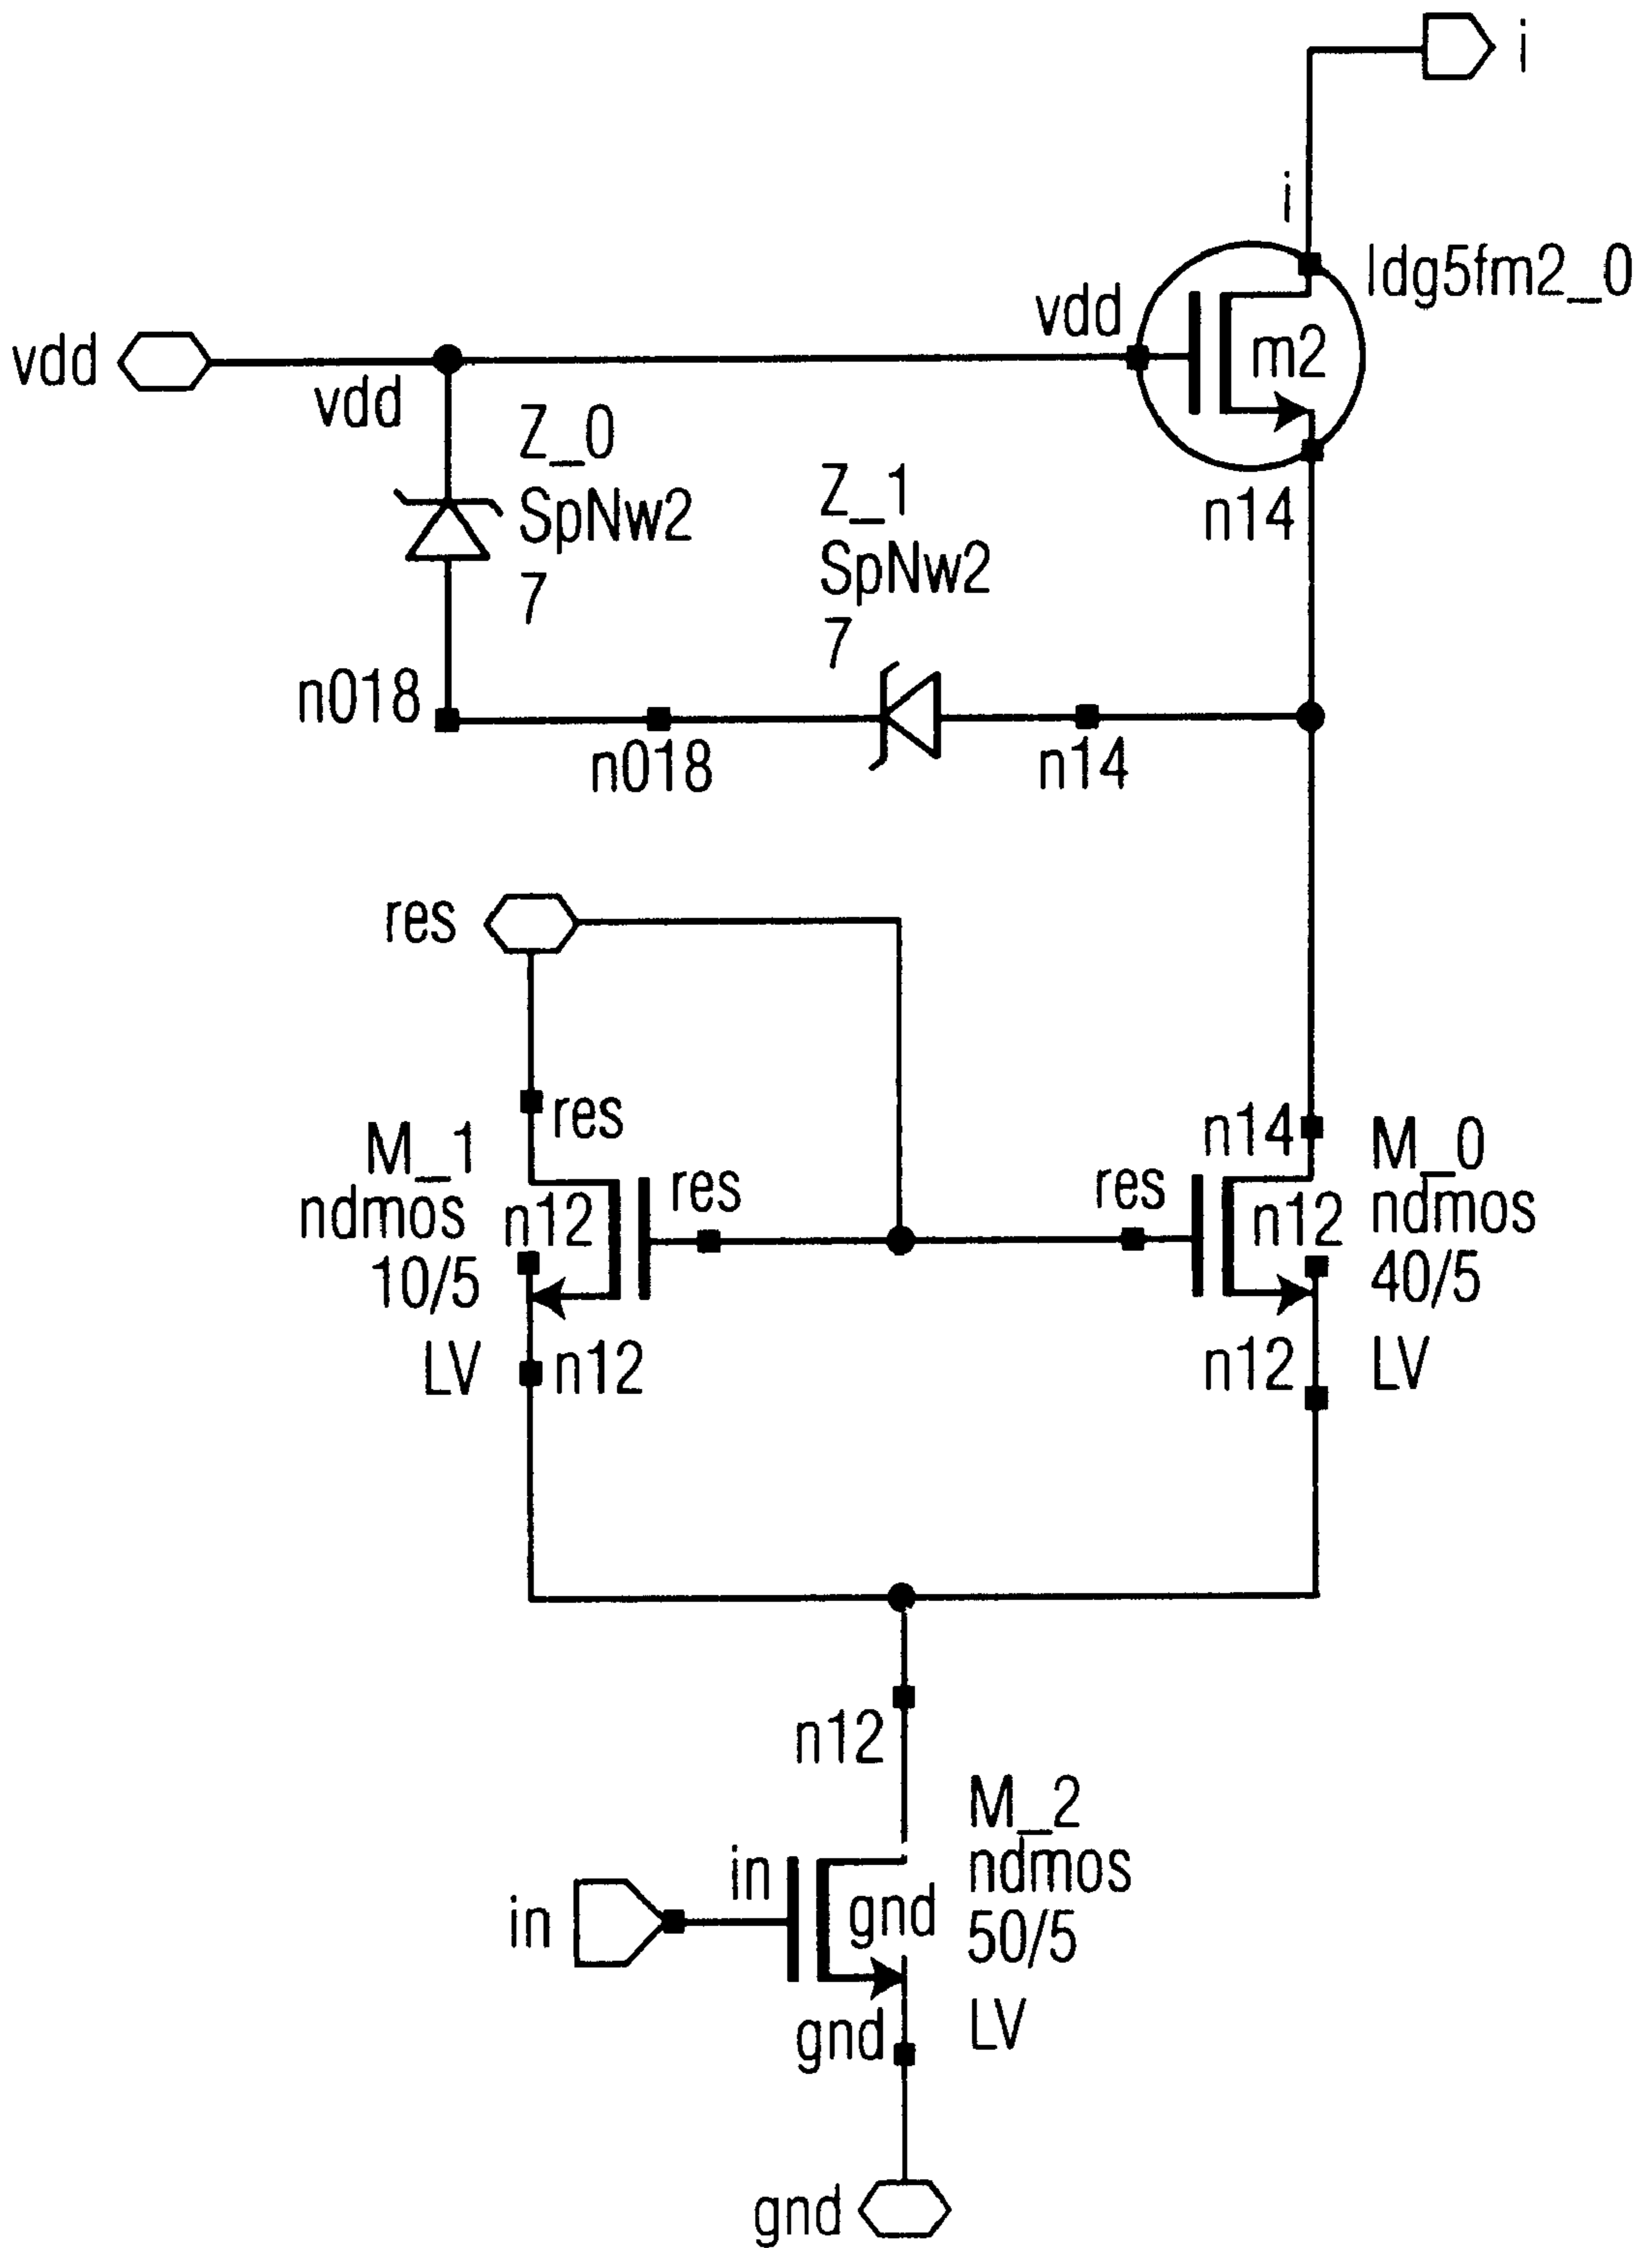 i
i
ldg5fm2_0
vdd
m2
vdd
vdd
Z_0
SpNw2
7
Z_1
SpNw2
7
n14
n018
n018
n14
res
res
n14
M_1
ndmos
10/5
LV
n12
res
res
n12
M_0
ndmos
40/5
LV
n12
n12
n12
M_2
ndmos
50/5
LV
in
in
gnd
gnd
gnd